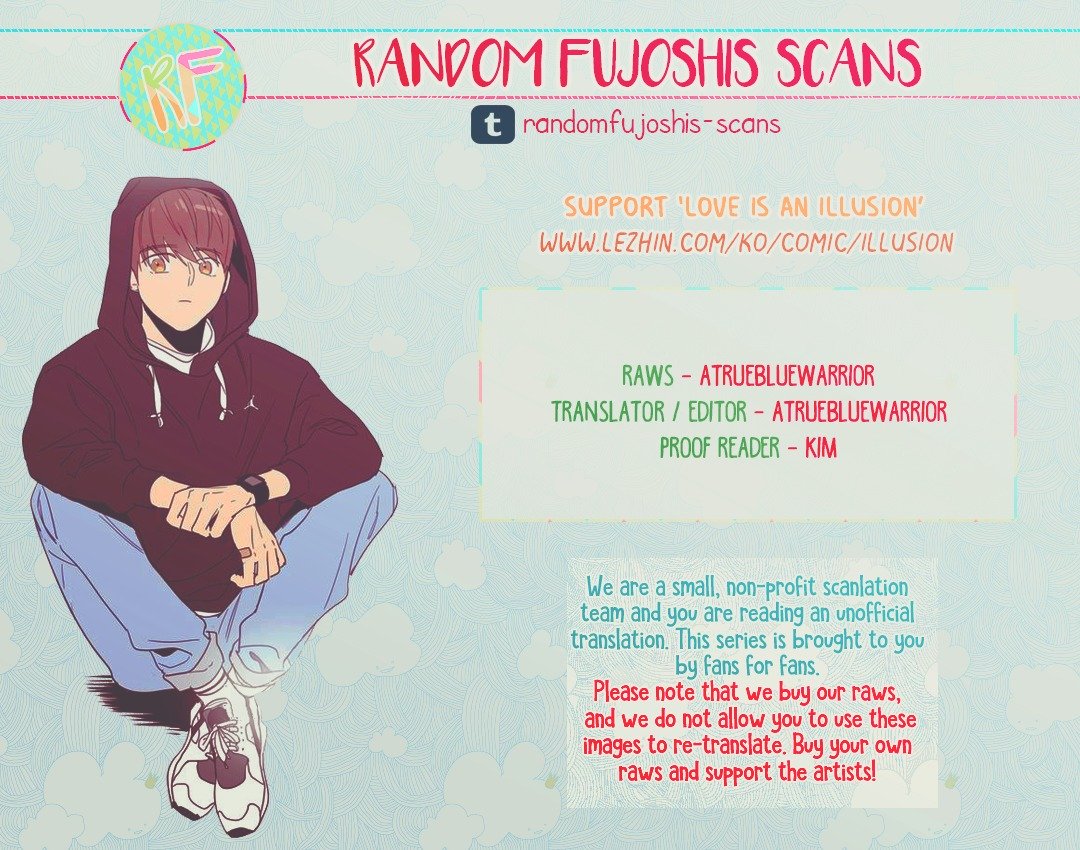 RF
RANDOM FUJOSHIS SCANS
t randomfujoshis-scans
SUPPORT 'LOVE IS AN ILLUSION'
WWW.LEZHIN.COM/KO/COMIC/ILLUSION
RAWS - ATRUEBLUEWARRIOR
TRANSLATOR / EDITOR - ATRUEBLUEWARRIOR
PROOF READER - KIM
We are a small, non-profit scanlation
team and you are reading an unofficial
translation. This series is brought to you
by fans for fans.
Please note that we buy our raws,
and we do not allow you to use these
images to re-translate. Buy your own
raws and support the artists!